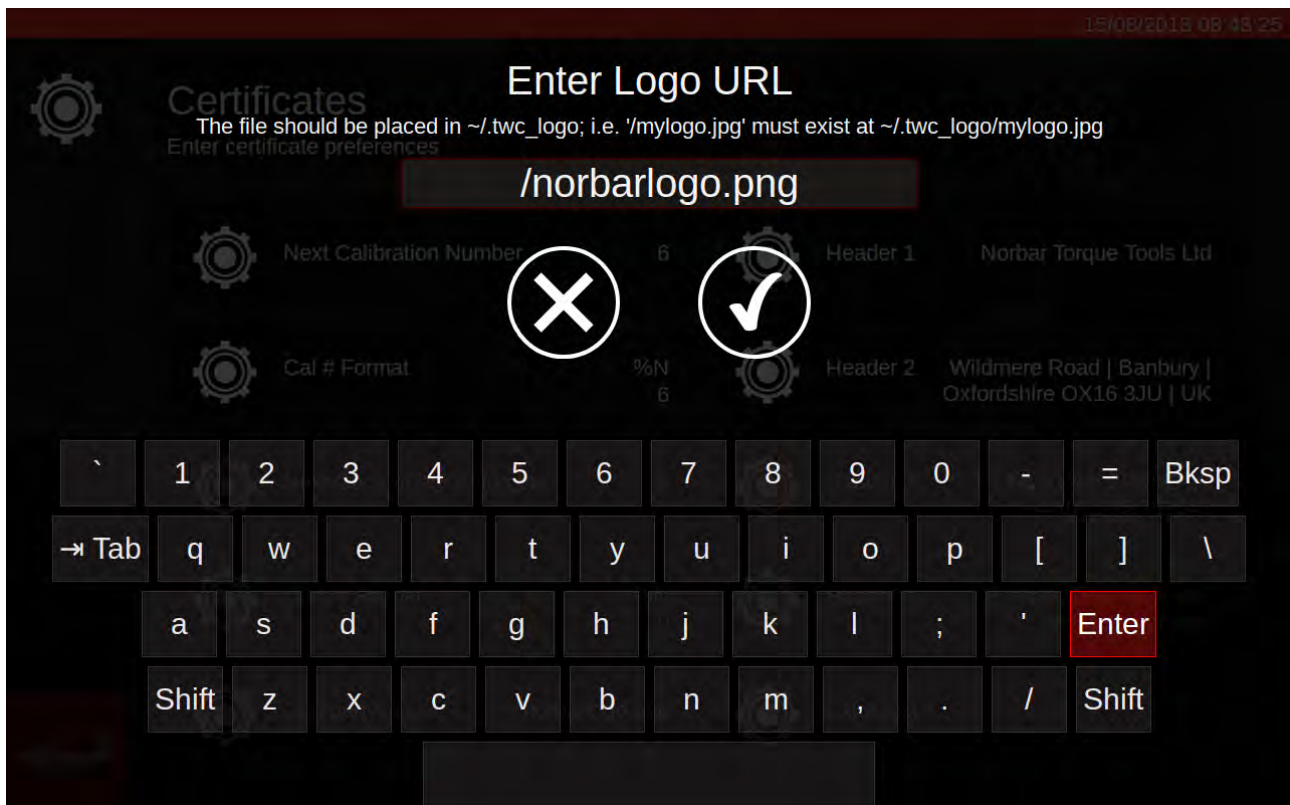 15/08/2018 08:48:25
Enter Logo URL
Certificates
The file should be placed in ~/.twc_logo; i.e. '/mylogo.jpg' must exist at ~/.twc_logo/mylogo.jpg
Enter certificate preferences
/norbarlogo.png
Next Calibration Number 6 Header 1 Norbar Torque Tools Ltd
Cal # Format %N Header 2 Wildmere Road | Banbury |
6 Oxfordshire OX16 3JU | UK
` 1 2 3 4 5 6 7 8 9 0 - = Bksp
⇥ Tab q w e r t y u i o p [ ] \
a s d f g h j k l ; ' Enter
Shift z x c v b n m , . / Shift